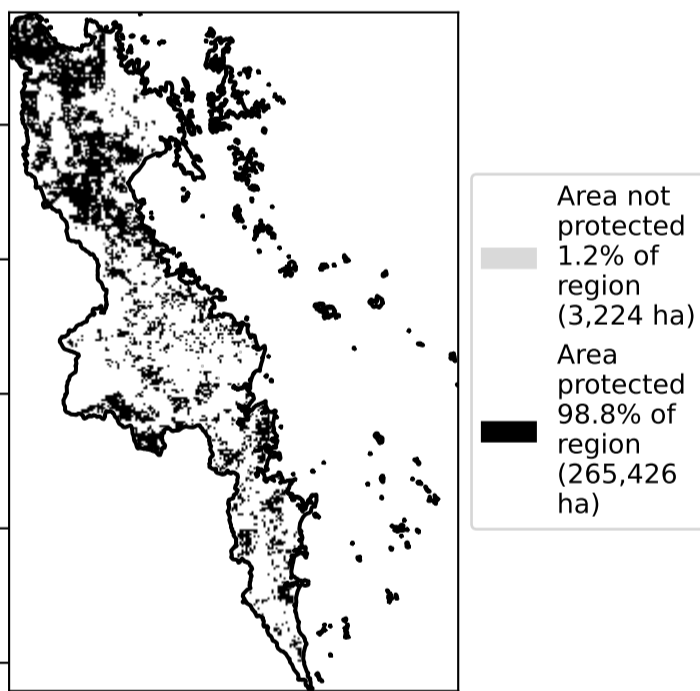 Area not
protected
1.2% of
region
(3,224 ha)
Area
protected
98.8% of
region
(265,426
ha)